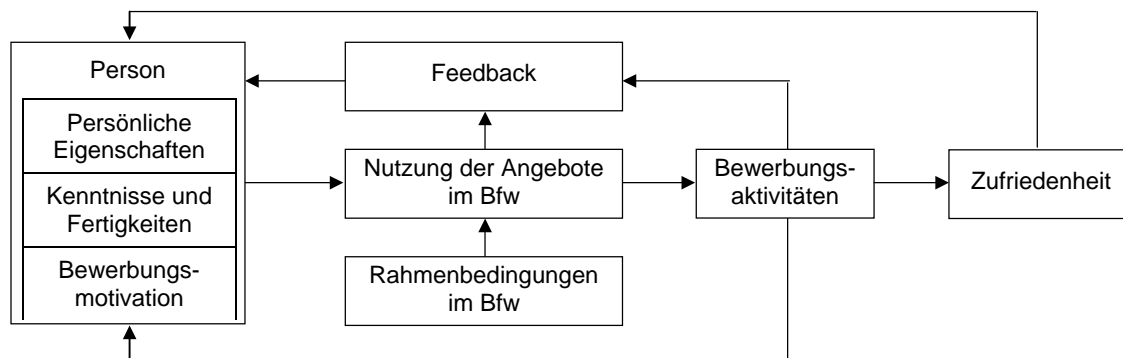 Person
Persönliche
Eigenschaften
Kenntnisse und
Fertigkeiten
Bewerbungs-
motivation
Feedback
Nutzung der Angebote
im Bfw
Rahmenbedingungen
im Bfw
Bewerbungs-
aktivitäten
Zufriedenheit